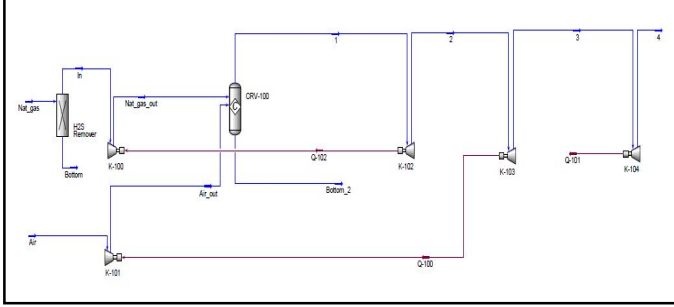 1
2
3
4
In
Nat_gas
Nat_gas_out
CRV-100
H2S
Remover
K-100
Q-102
K-102
K-103
Q-101
K-104
Bottom
Air_out
Bottom_2
Air
K-101
Q-100